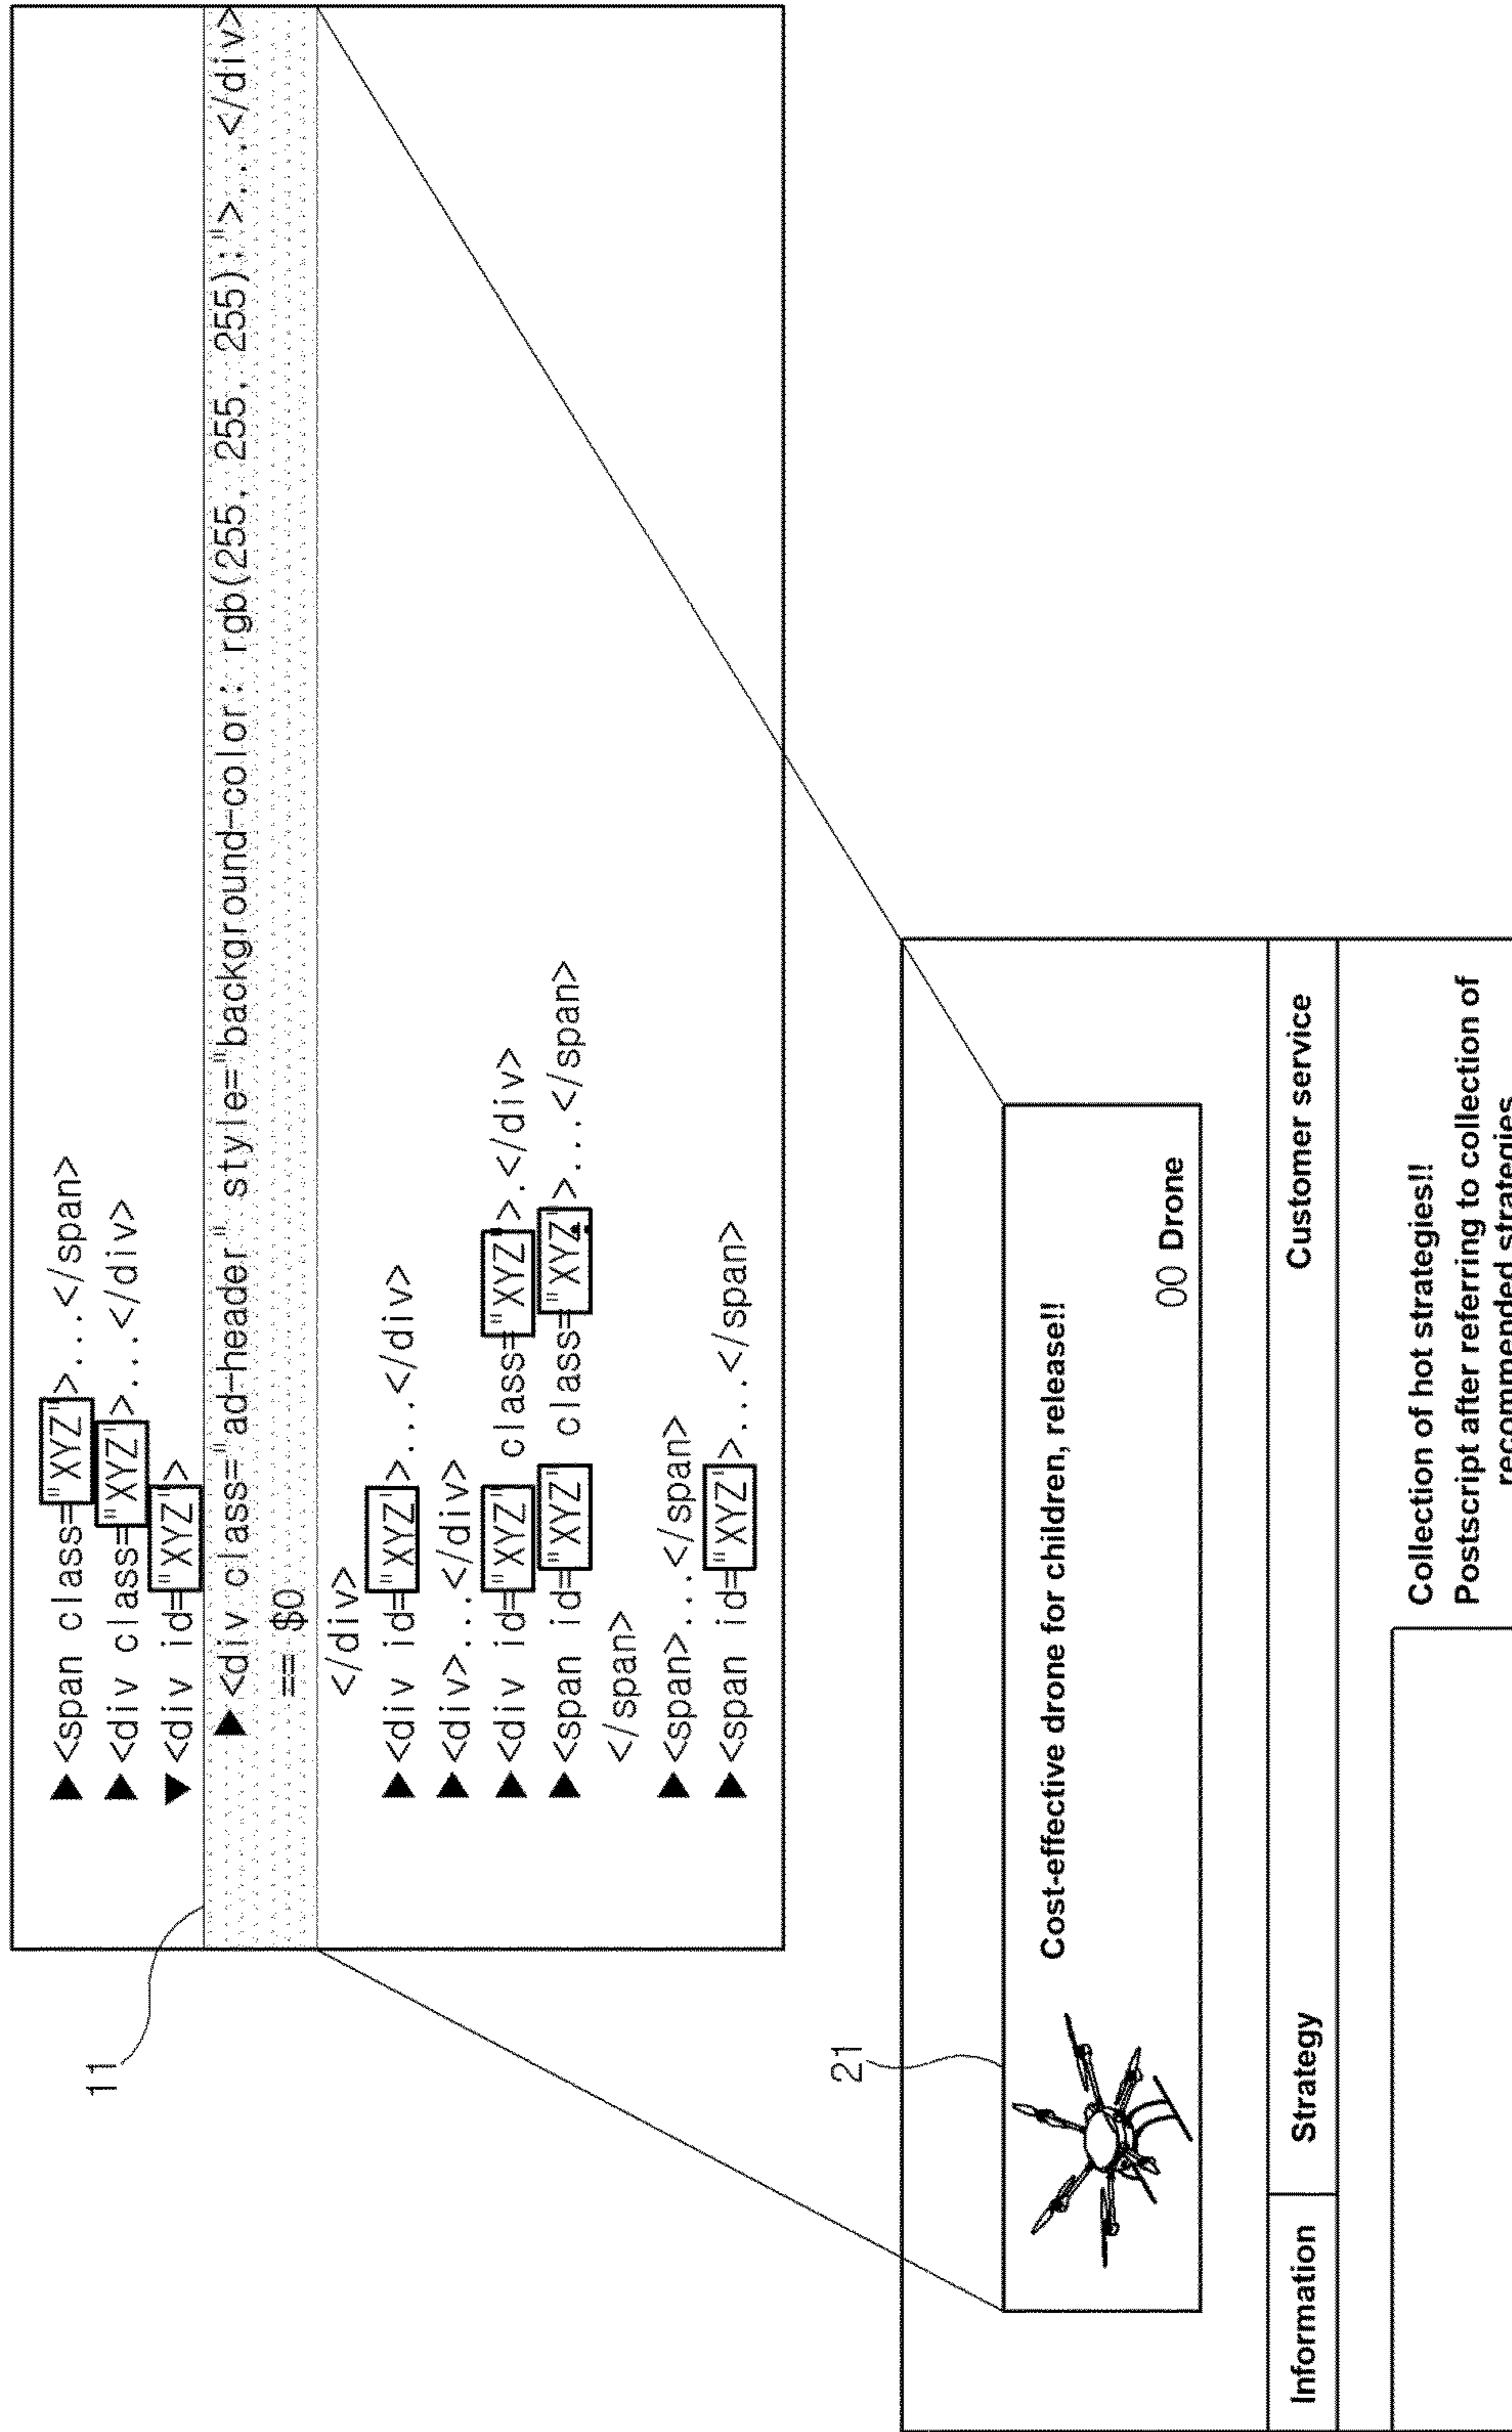 ▶<span class="XYZ">...</span>
▶<div class="XYZ">...</div>
▼<div id="XYZ">
▶<div class="ad-header" style="background-color: rgb(255, 255, 255);">...</div>
== $0
</div>
▶<div id="XYZ">...</div>
▶<div>...</div>
▶<div id="XYZ" class="XYZ">.</div>
▶<span id="XYZ" class="XYZ">...</span>
</span>
▶<span>...</span>
▶<span id="XYZ">...</span>
11
21
Cost-effective drone for children, release!!
00 Drone
Information Strategy Customer service
Collection of hot strategies!!
Postscript after referring to collection of
recommended strategies